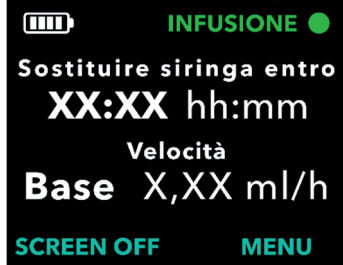 INFUSIONE
Sostituire siringa entro
XX:XX hh:mm
Velocità
Base X,XX ml/h
SCREEN OFF MENU